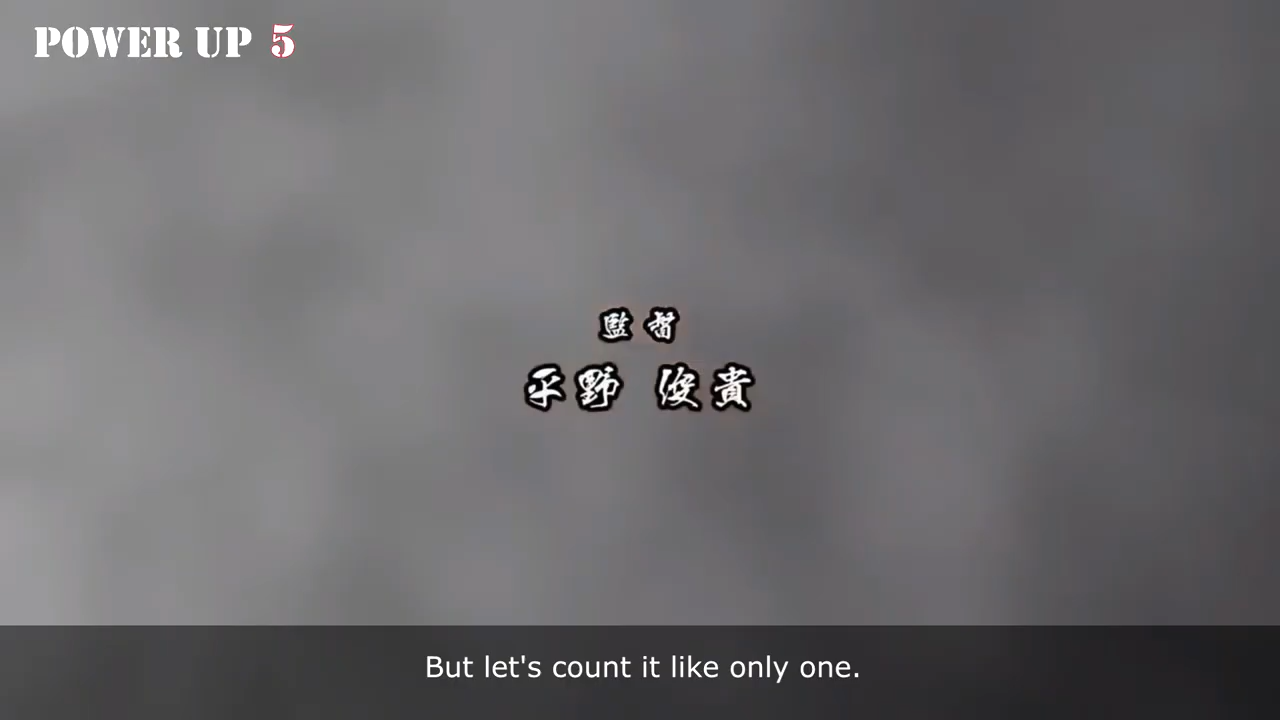 POWER UP 5
監督
平野 俊貴
But let's count it like only one.